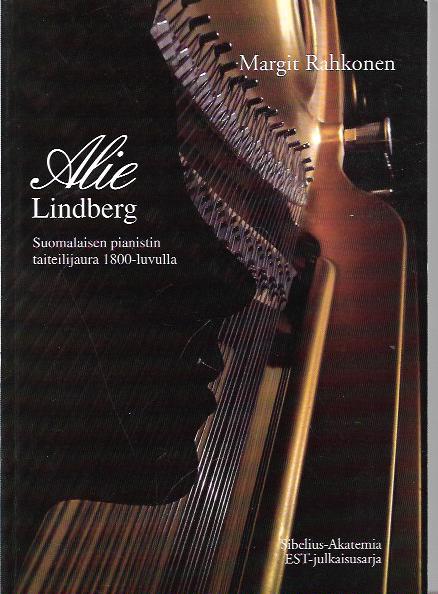 Margit Rahkonen
Alie
Lindberg
Suomalaisen pianistin
taiteilijaura 1800-luvulla
Sibelius-Akatemia
EST-julkaisusarja